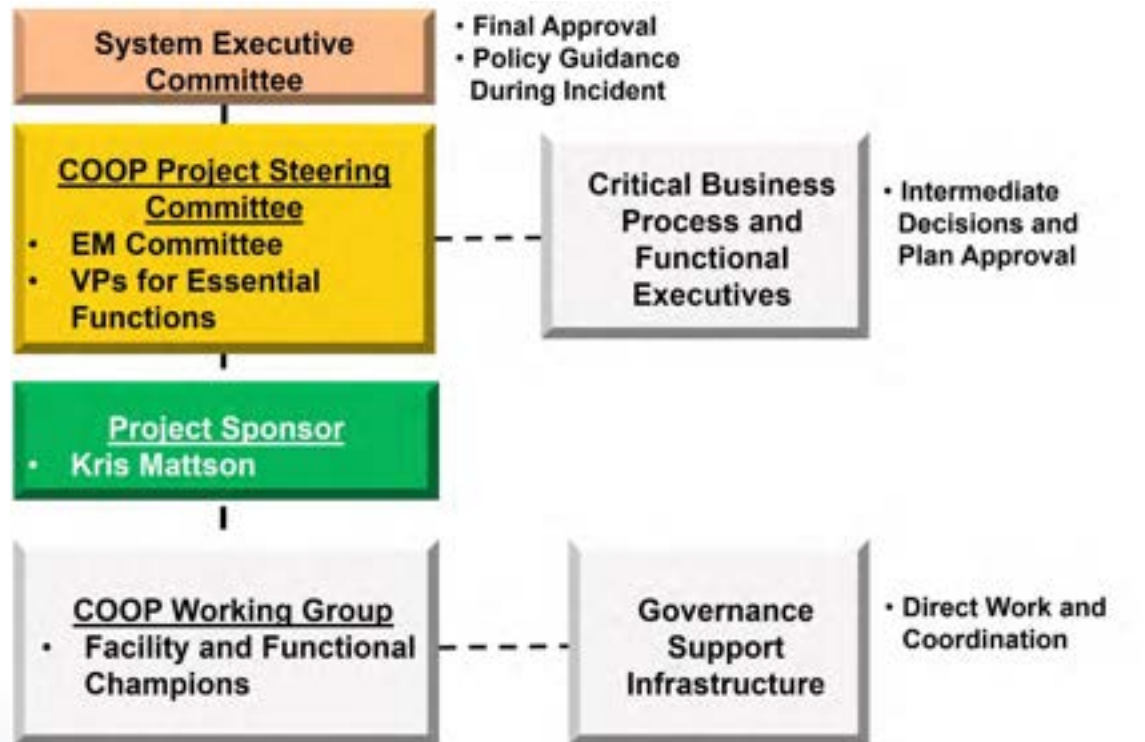 System Executive
Committee
• Final Approval
• Policy Guidance
During Incident
COOP Project Steering
Committee
• EM Committee
• VPs for Essential
Functions
Critical Business
Process and
Functional
Executives
• Intermediate
Decisions and
Plan Approval
Project Sponsor
• Kris Mattson
COOP Working Group
• Facility and Functional
Champions
Governance
Support
Infrastructure
• Direct Work and
Coordination